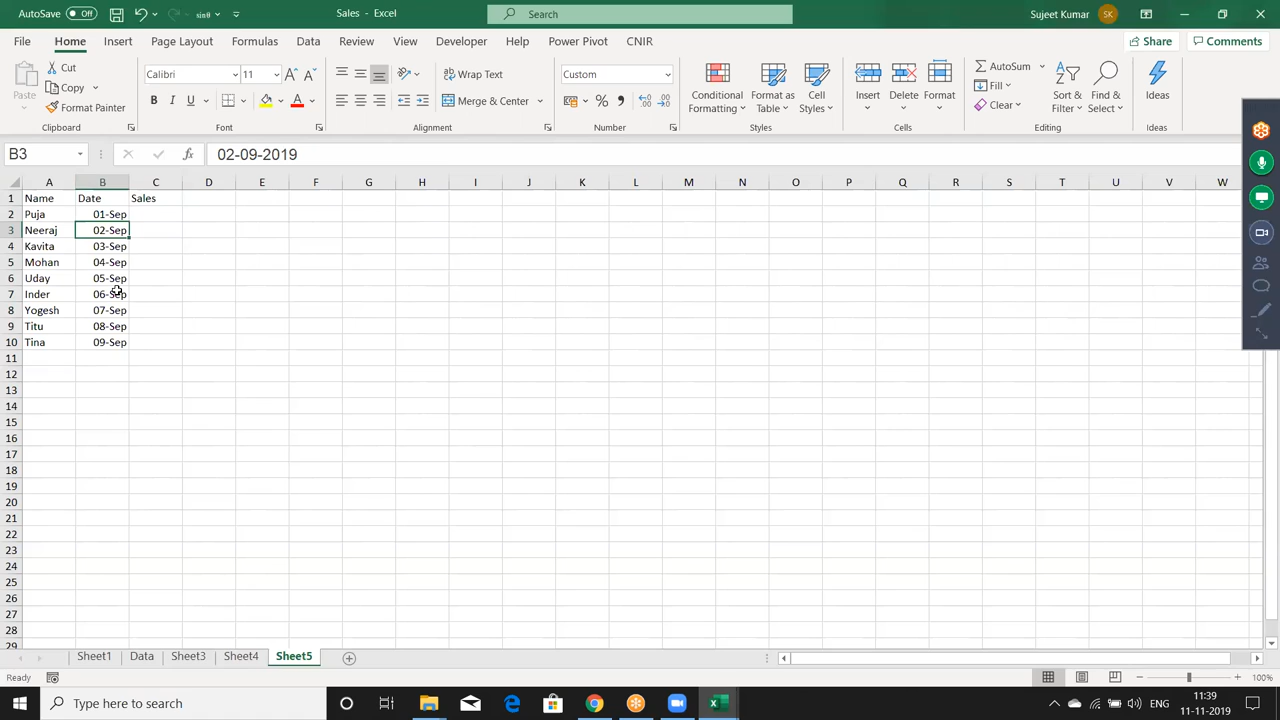 AutoSave Off Sales - Excel Search Sujeet Kumar SK
File Home Insert Page Layout Formulas Data Review View Developer Help Power Pivot CNIR Share Comments
Paste Cut Copy Format Painter Clipboard
Calibri 11 B I U A Font
Wrap Text Merge & Center Alignment
Custom % Number
Conditional Formatting Format as Table Cell Styles Styles
Insert Delete Format Cells
AutoSum Fill Clear Sort & Filter Find & Select Editing
Ideas Ideas
B3 fx 02-09-2019
A B C D E F G H I J K L M N O P Q R S T U V W
1 Name Date Sales
2 Puja 01-Sep
3 Neeraj 02-Sep
4 Kavita 03-Sep
5 Mohan 04-Sep
6 Uday 05-Sep
7 Inder 06-Sep
8 Yogesh 07-Sep
9 Titu 08-Sep
10 Tina 09-Sep
11
12
13
14
15
16
17
18
19
20
21
22
23
24
25
26
27
28
29
Sheet1 Data Sheet3 Sheet4 Sheet5
Ready 100%
Type here to search ENG 11:39
11-11-2019